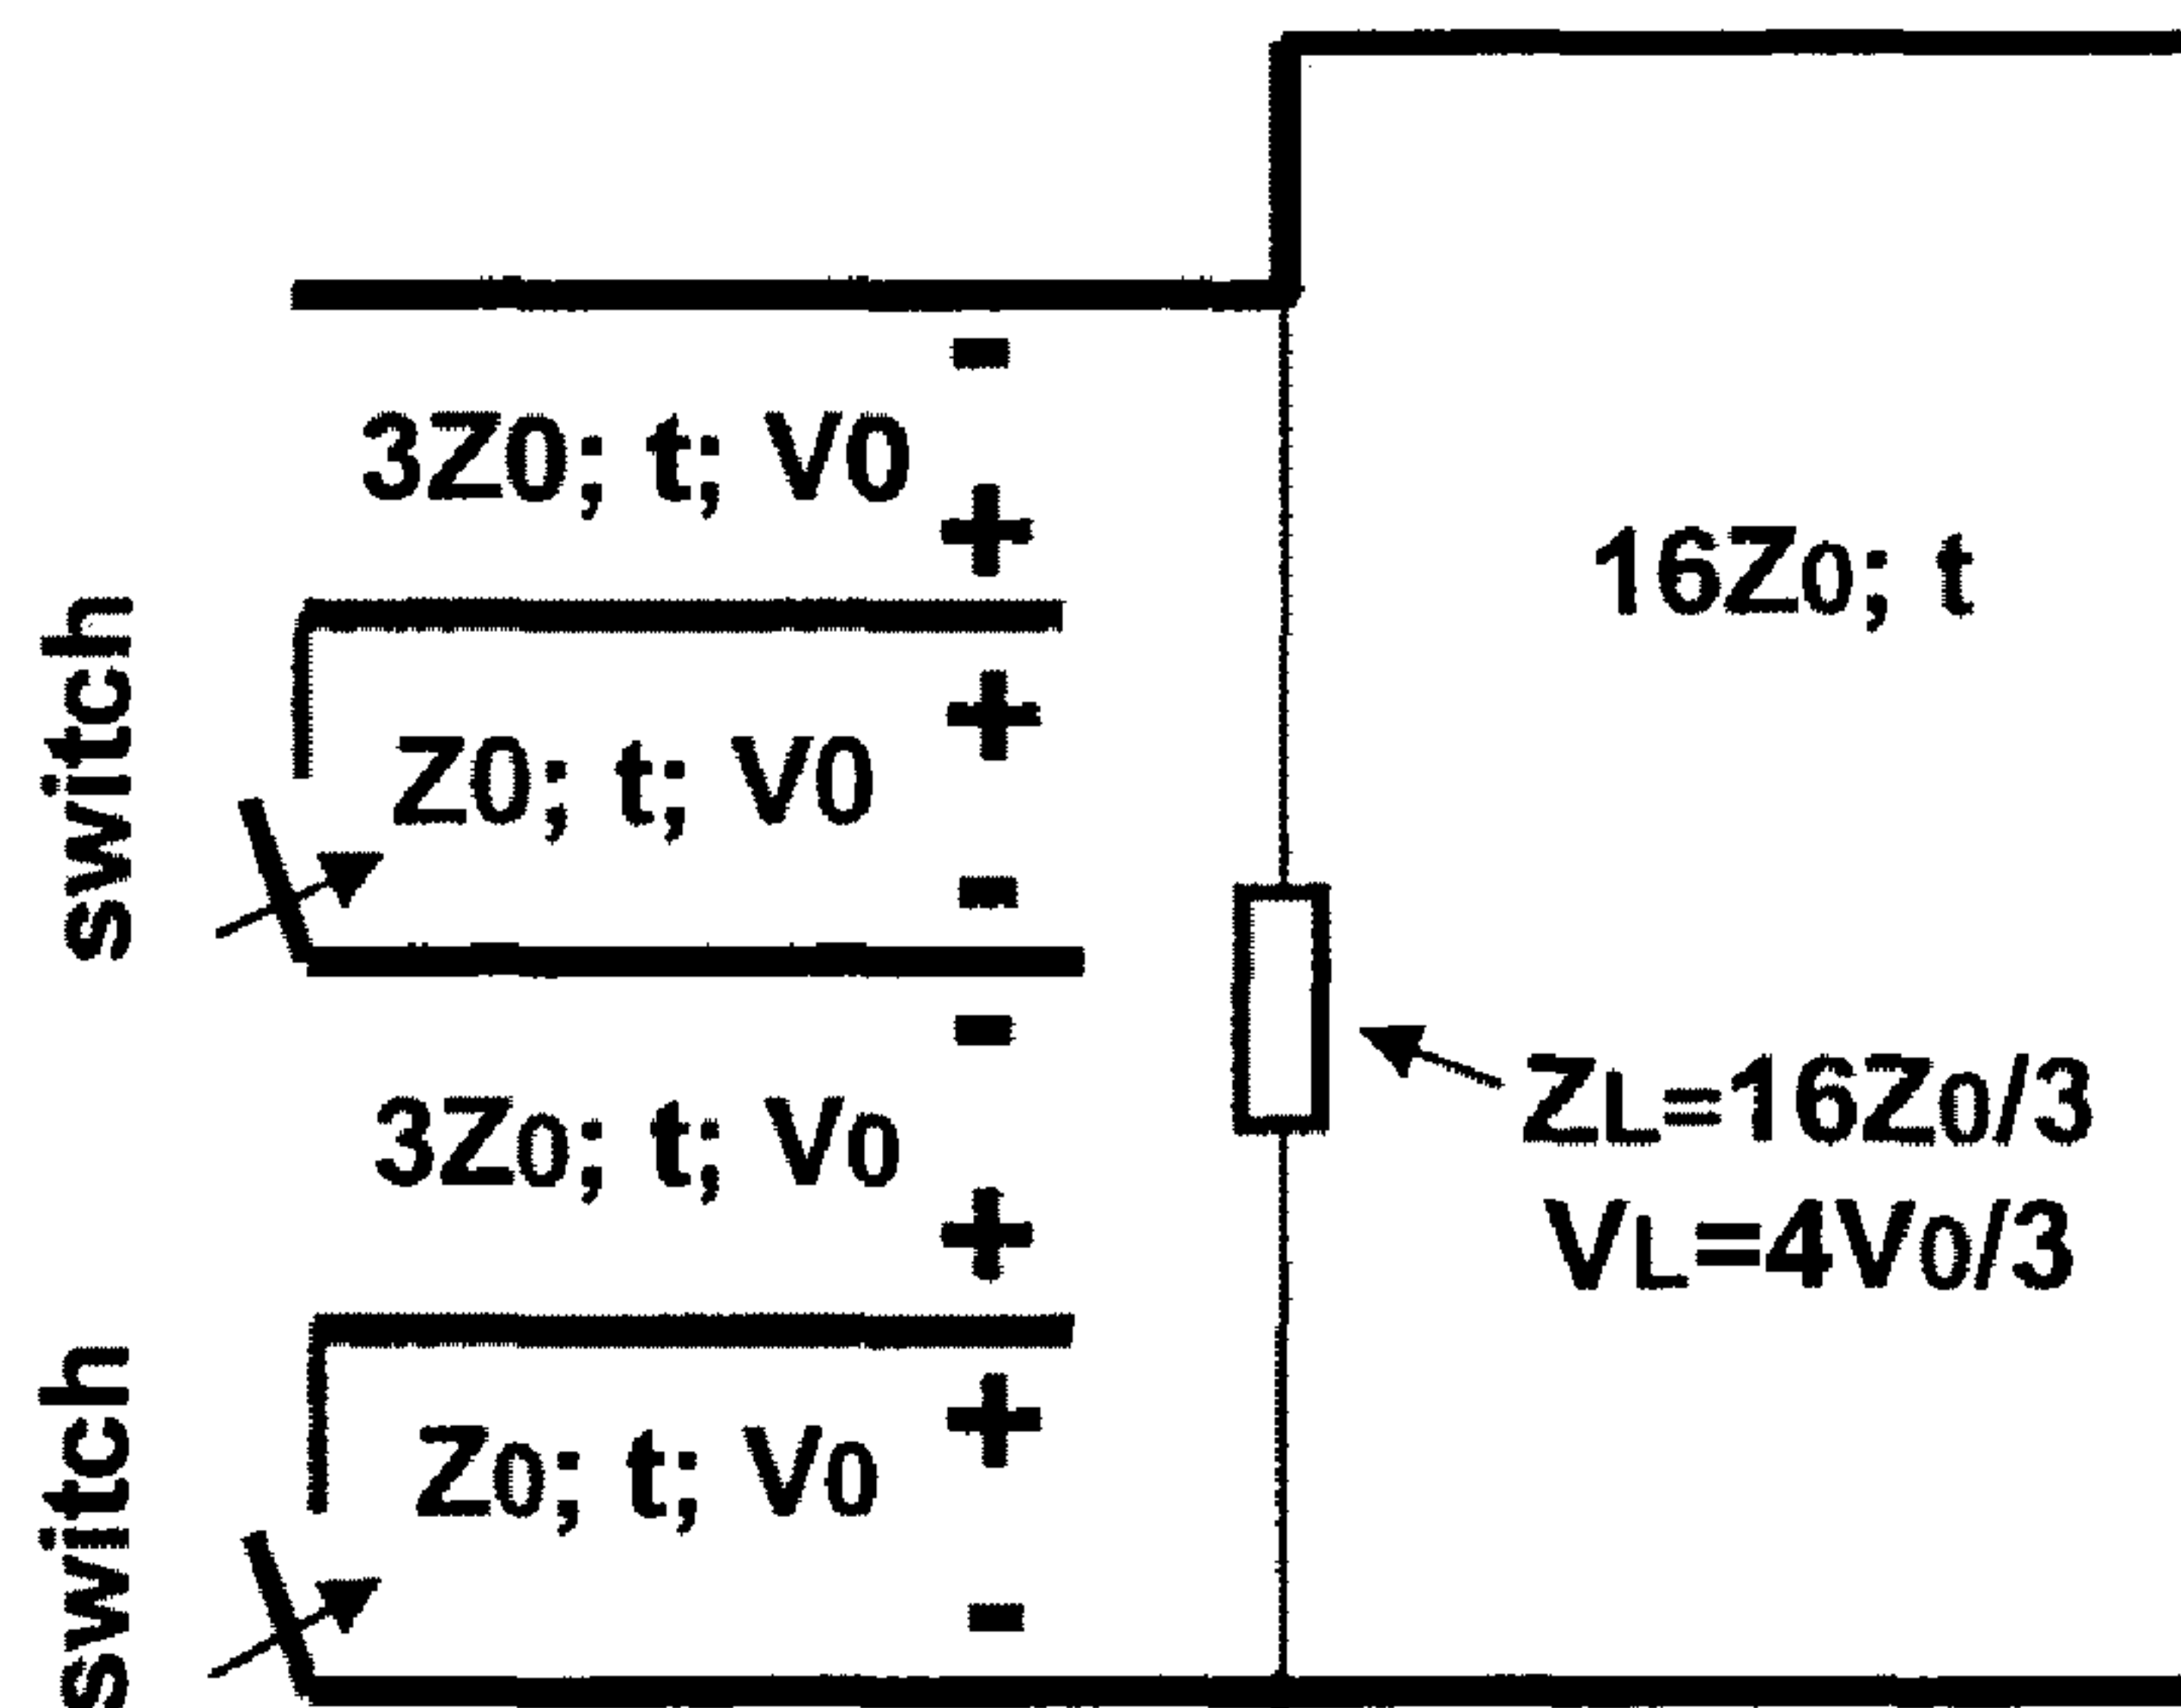 3Z0; t; V0
16Z0; t
switch
Z0; t; V0
ZL=16Z0/3
3Z0; t; V0
VL=4V0/3
switch
Z0; t; V0